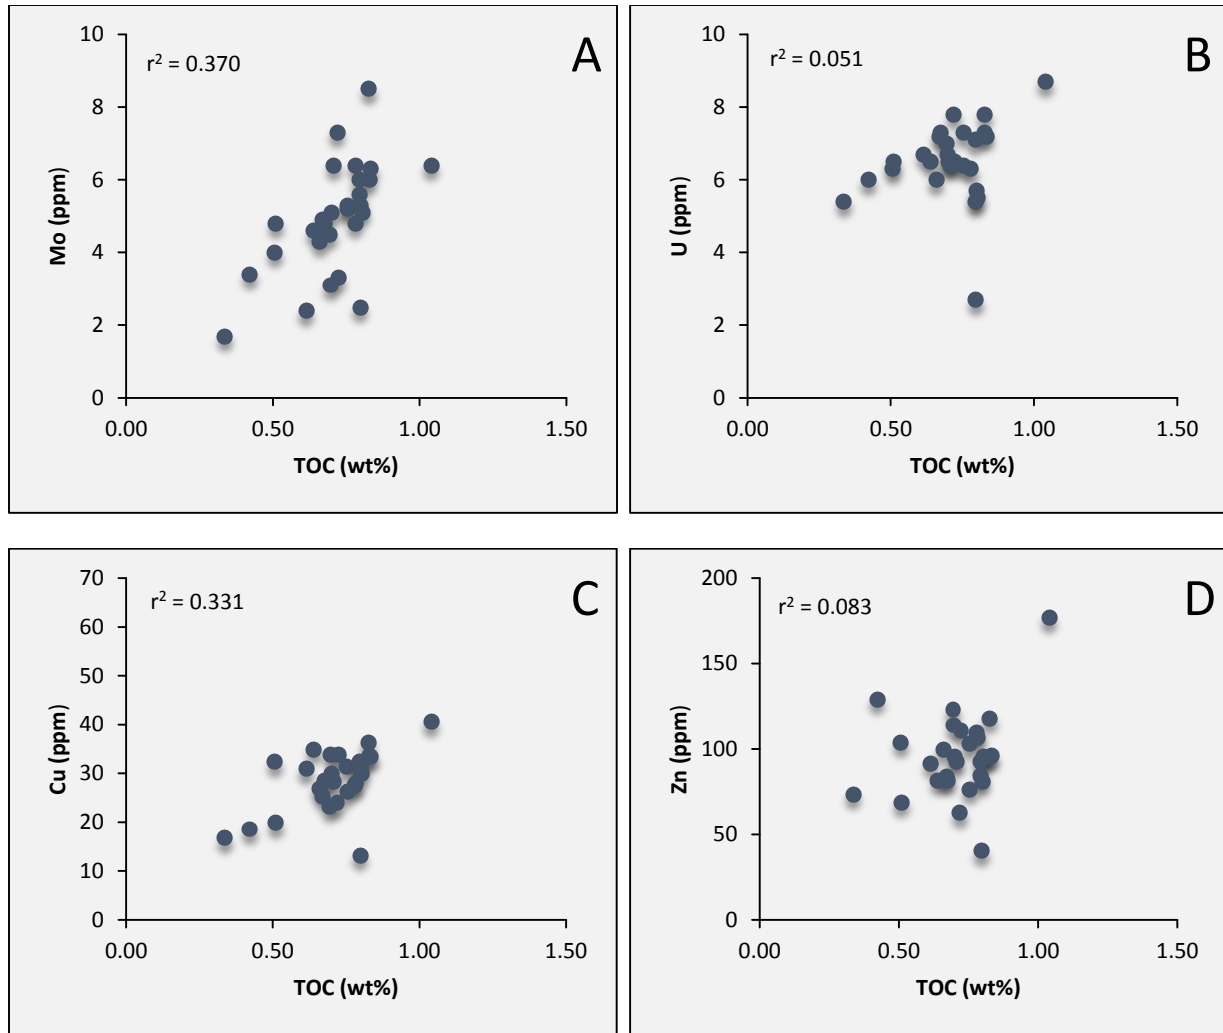 A
r² = 0.370
10
8
6
4
2
0
Mo (ppm)
0.00 0.50 1.00 1.50
TOC (wt%)
B
r² = 0.051
10
8
6
4
2
0
U (ppm)
0.00 0.50 1.00 1.50
TOC (wt%)
C
r² = 0.331
70
60
50
40
30
20
10
0
Cu (ppm)
0.00 0.50 1.00 1.50
TOC (wt%)
D
r² = 0.083
200
150
100
50
0
Zn (ppm)
0.00 0.50 1.00 1.50
TOC (wt%)